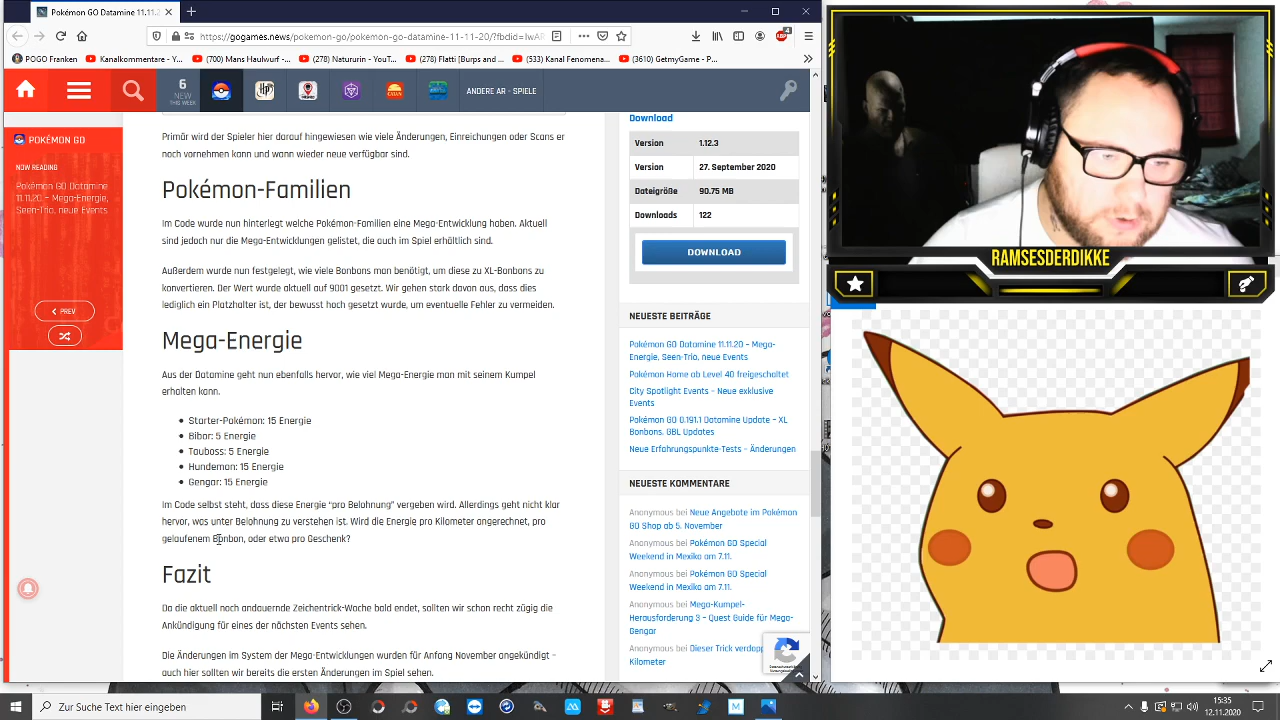 Pokémon GO Datamine 11.11.2
https://gogames.news/pokemon-go/pokemon-go-datamine-11-11-20/?fbclid=IwAR
POGO Franken
Kanalkommentare - Y...
(700) Mans Haulwurf -...
(278) Naturur­in - YouT...
(278) Flatti [Burps and ...
(533) Kanal Fenomena...
(3610) GetmyGame - P...
6
NEW
THIS WEEK
ANDERE AR - SPIELE
POKÉMON GO
NOW READING
Pokémon GO Datamine
11.11.20 – Mega-Energie,
Seen-Trio, neue Events
PREV
Primär wird der Spieler hier darauf hingewiesen wie viele Änderungen, Einreichungen oder Scans er
noch vornehmen kann und wann wieder neue verfügbar sind.
Pokémon-Familien
Im Code wurde nun hinterlegt welche Pokémon-Familien eine Mega-Entwicklung haben. Aktuell
sind jedoch nur die Mega-Entwicklungen gelistet, die auch im Spiel erhältlich sind.
Außerdem wurde nun festgelegt, wie viele Bonbons man benötigt, um diese zu XL-Bonbons zu
konvertieren. Der Wert wurde aktuell auf 9001 gesetzt. Wir gehen stark davon aus, dass dies
lediglich ein Platzhalter ist, der bewusst hoch gesetzt wurde, um eventuelle Fehler zu vermeiden.
Mega-Energie
Aus der Datamine geht nun ebenfalls hervor, wie viel Mega-Energie man mit seinem Kumpel
erhalten kann.
Starter-Pokémon: 15 Energie
Bibor: 5 Energie
Tauboss: 5 Energie
Hundemon: 15 Energie
Gengar: 15 Energie
Im Code selbst steht, dass diese Energie “pro Belohnung” vergeben wird. Allerdings geht nicht klar
hervor, was unter Belohnung zu verstehen ist. Wird die Energie pro Kilometer angerechnet, pro
gelaufenem Bonbon, oder etwa pro Geschenk?
Fazit
Da die aktuell noch andauernde Zeichentrick-Woche bald endet, sollten wir schon recht zügig die
Ankündigung für eines der nächsten Events sehen.
Die Änderungen im System der Mega-Entwicklungen wurden für Anfang November angekündigt –
auch hier sollten wir bereits die ersten Änderungen im Spiel sehen.
Download
Version 1.12.3
Version 27. September 2020
Dateigröße 90.75 MB
Downloads 122
DOWNLOAD
NEUESTE BEITRÄGE
Pokémon GO Datamine 11.11.20 – Mega-
Energie, Seen-Trio, neue Events
Pokémon Home ab Level 40 freigeschaltet
City Spotlight Events – Neue exklusive
Events
Pokémon GO 0.191.1 Datamine Update – XL
Bonbons, GBL Updates
Neue Erfahrungspunkte-Tests – Änderungen
NEUESTE KOMMENTARE
Anonymous bei Neue Angebote im Pokémon
GO Shop ab 5. November
Anonymous bei Pokémon GO Special
Weekend in Mexiko am 7.11.
Anonymous bei Pokémon GO Special
Weekend in Mexiko am 7.11.
Anonymous bei Mega-Kumpel-
Herausforderung 3 – Quest Guide für Mega-
Gengar
Anonymous bei Dieser Trick verdopp
Kilometer
RAMSESDERDIKKE
Zur Suche Text hier eingeben
15:35
12.11.2020